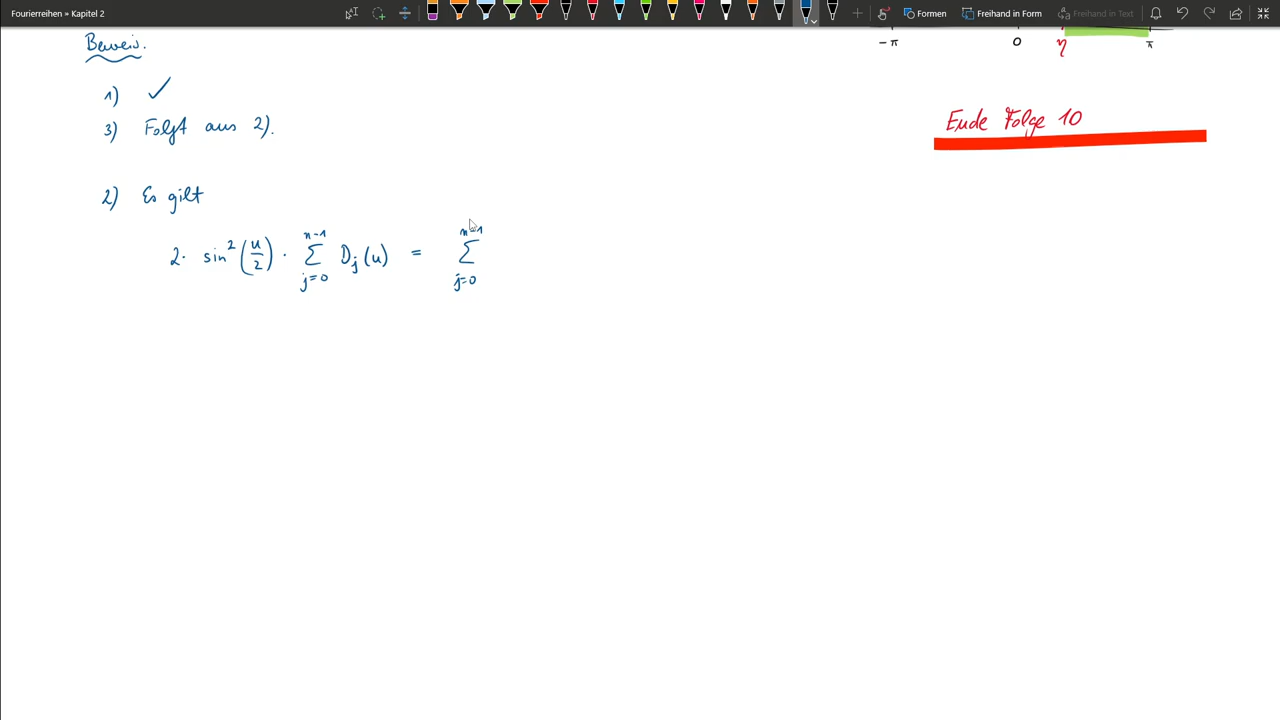 Fourierreihen » Kapitel 2
Formen
Freihand in Form
Freihand in Text
Beweis.
-π 0 η π
1) ✓
Ende Folge 10
3) Folgt aus 2).
2) Es gilt
2 · sin²(u/2) · ∑_{j=0}^{n-1} D_j(u) = ∑_{j=0}^{n-1}